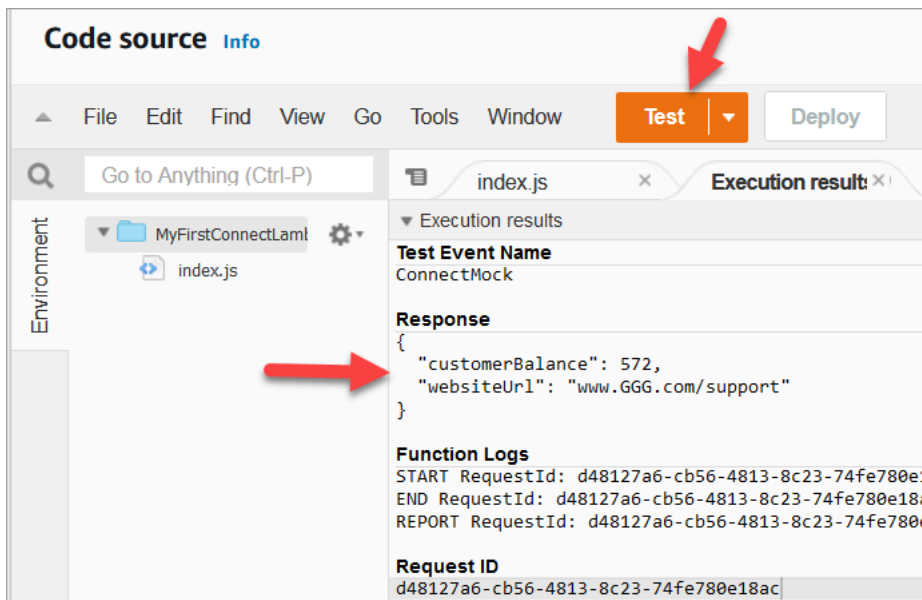 Code source Info
File Edit Find View Go Tools Window Test Deploy
Go to Anything (Ctrl-P)
index.js
Execution results
Execution results
Environment
MyFirstConnectLamb
index.js
Test Event Name
ConnectMock
Response
{
"customerBalance": 572,
"websiteUrl": "www.GGG.com/support"
}
Function Logs
START RequestId: d48127a6-cb56-4813-8c23-74fe780e1
END RequestId: d48127a6-cb56-4813-8c23-74fe780e18a
REPORT RequestId: d48127a6-cb56-4813-8c23-74fe780e
Request ID
d48127a6-cb56-4813-8c23-74fe780e18ac